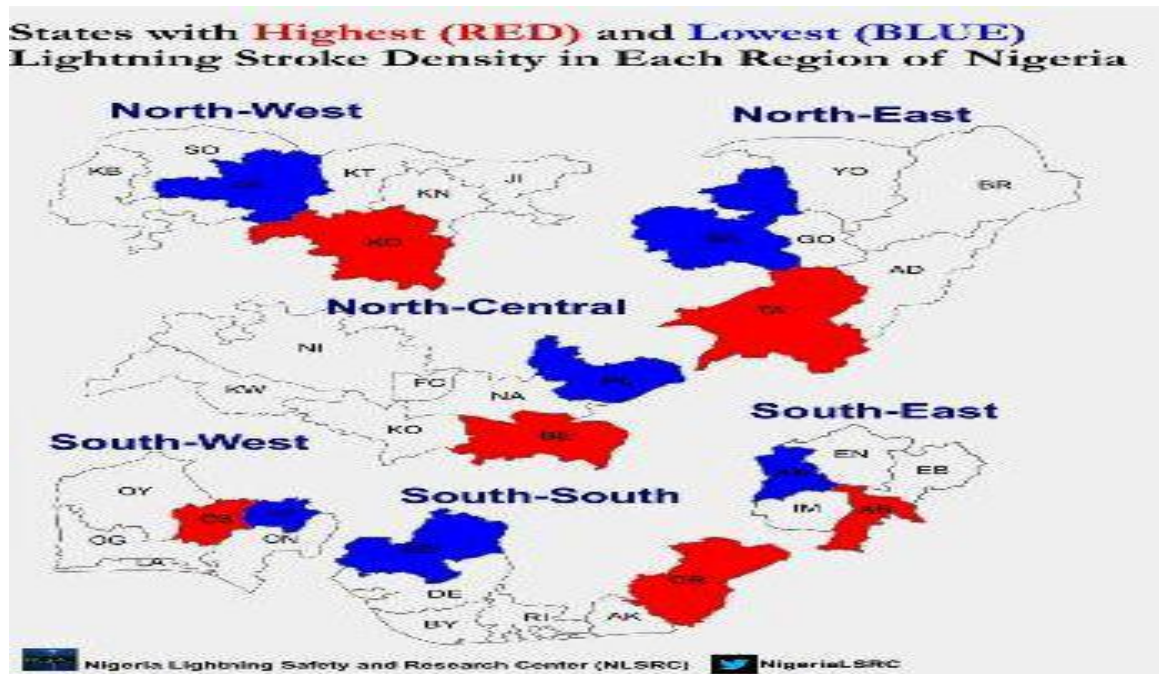 States with Highest (RED) and Lowest (BLUE)
Lightning Stroke Density in Each Region of Nigeria
North-West
North-East
SO
KB
KT
KN
JI
YO
BR
GO
AD
North-Central
NI
FC
KW
NA
KO
South-East
South-West
EN
EB
IM
OY
South-South
OG
ON
LA
DE
BY
RI
AK
Nigeria Lightning Safety and Research Center (NLSRC)
NigeriaLSRC